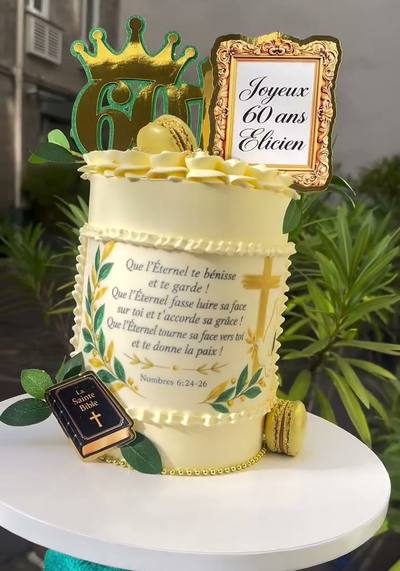 60
Joyeux
60 ans
Elicien
Que l'Éternel te bénisse
et te garde !
Que l'Éternel fasse luire sa face
sur toi et t'accorde sa grâce !
Que l'Éternel tourne sa face vers toi
et te donne la paix !
Nombres 6:24-26
La
Sainte
Bible